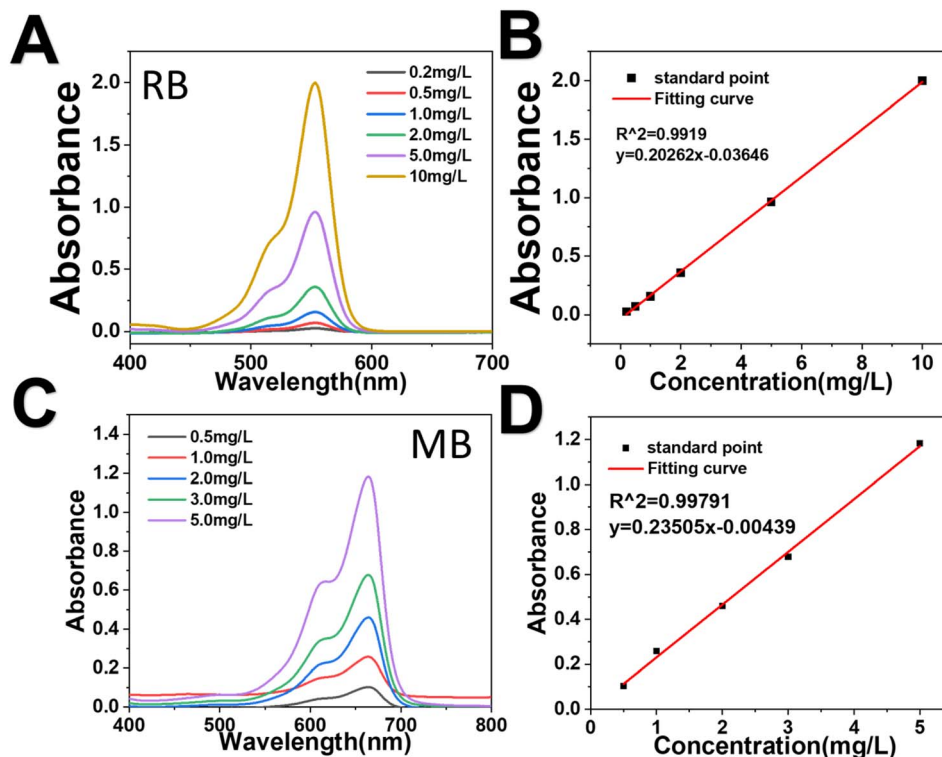 A
RB
0.2mg/L
0.5mg/L
1.0mg/L
2.0mg/L
5.0mg/L
10mg/L
Absorbance
2.0
1.5
1.0
0.5
0.0
400
500
600
700
Wavelength(nm)
B
standard point
Fitting curve
R^2=0.9919
y=0.20262x-0.03646
Absorbance
2.0
1.5
1.0
0.5
0.0
0
2
4
6
8
10
Concentration(mg/L)
C
MB
0.5mg/L
1.0mg/L
2.0mg/L
3.0mg/L
5.0mg/L
Absorbance
1.4
1.2
1.0
0.8
0.6
0.4
0.2
0.0
400
500
600
700
800
Wavelength(nm)
D
standard point
Fitting curve
R^2=0.99791
y=0.23505x-0.00439
Absorbance
1.2
1.0
0.8
0.6
0.4
0.2
0.0
0
1
2
3
4
5
Concentration(mg/L)